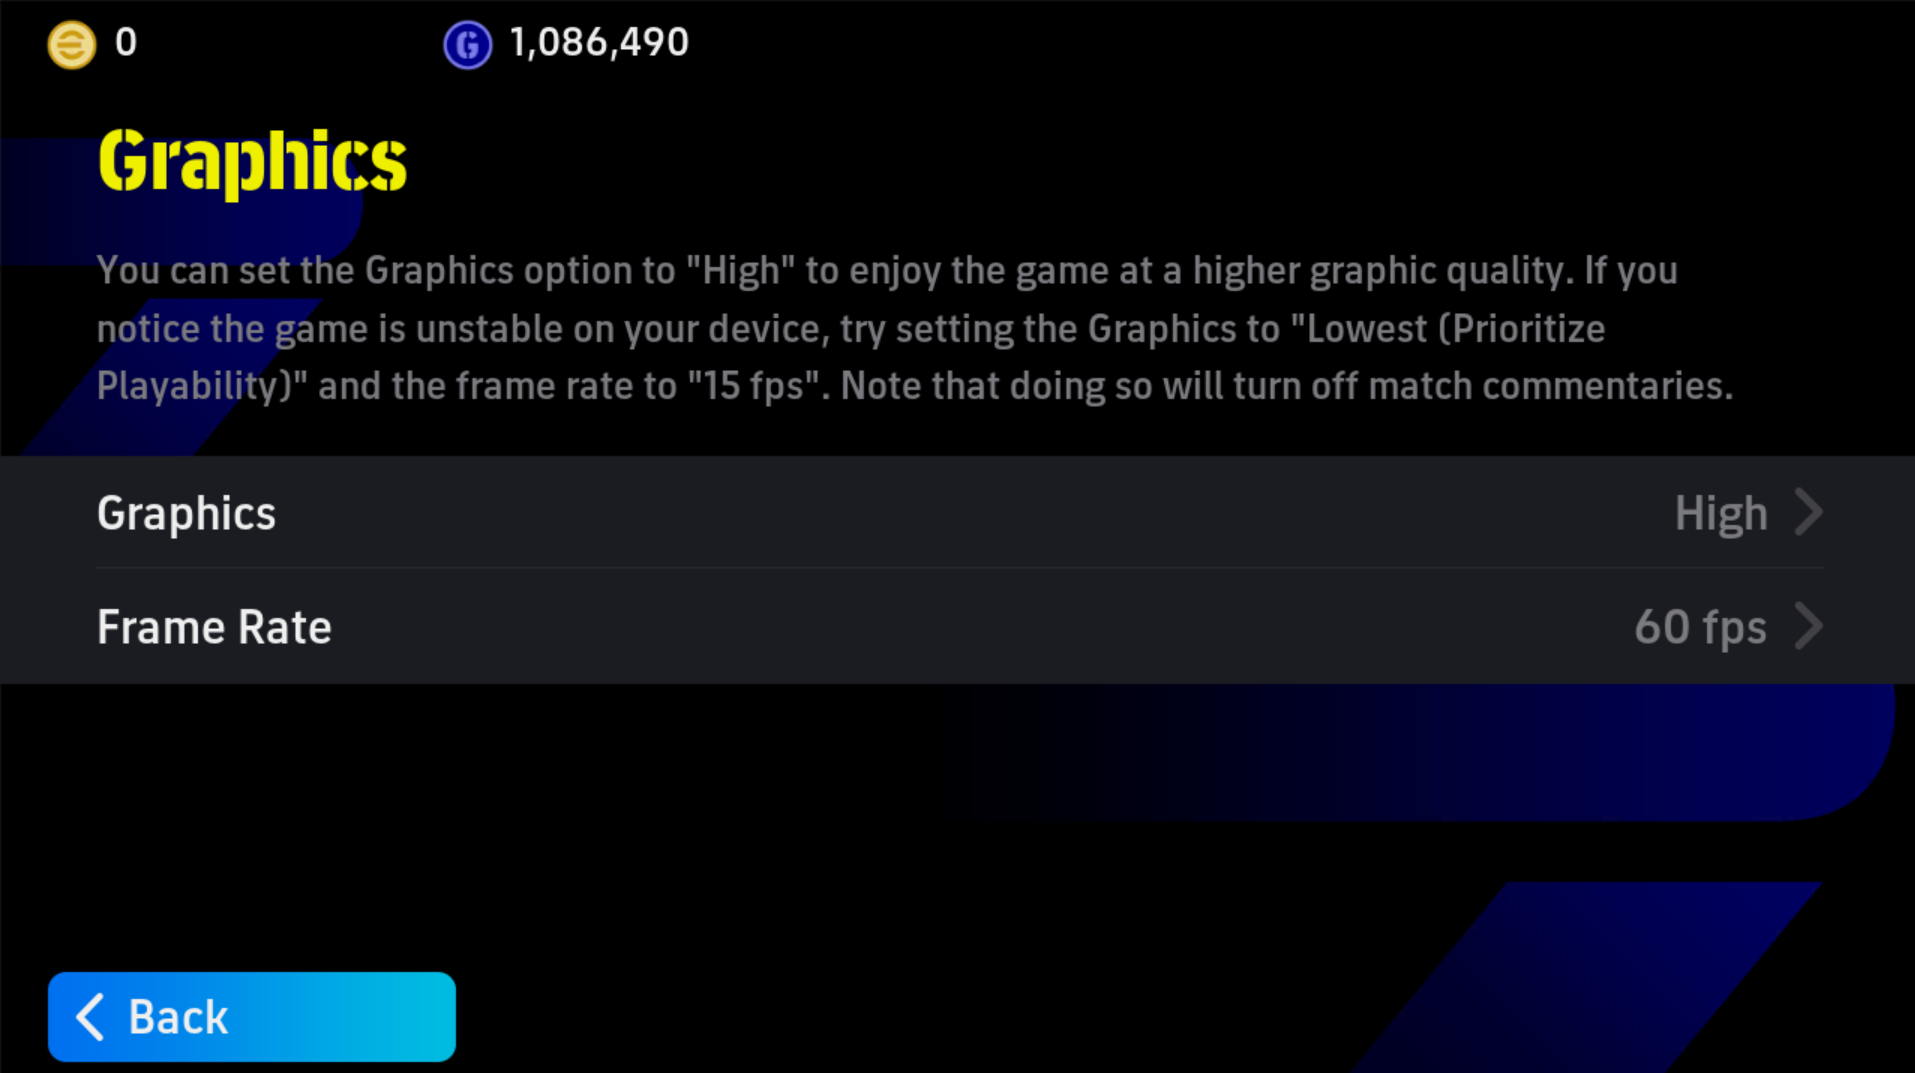 0
G 1,086,490
Graphics
You can set the Graphics option to "High" to enjoy the game at a higher graphic quality. If you
notice the game is unstable on your device, try setting the Graphics to "Lowest (Prioritize
Playability)" and the frame rate to "15 fps". Note that doing so will turn off match commentaries.
Graphics High
Frame Rate 60 fps
Back